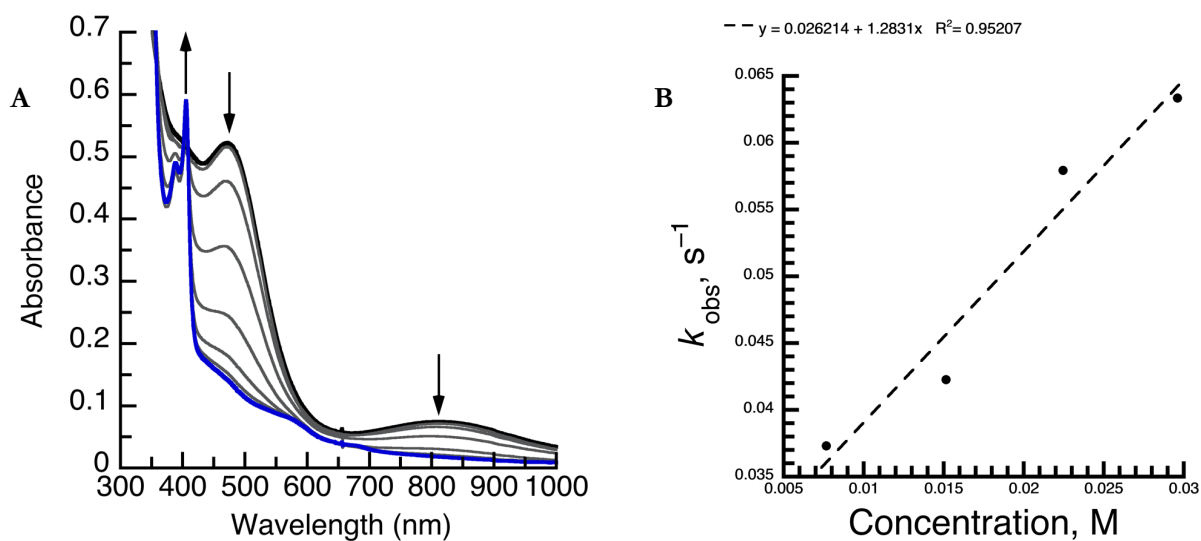 A
0.7
0.6
0.5
0.4
0.3
0.2
0.1
0
Absorbance
300 400 500 600 700 800 900 1000
Wavelength (nm)
B
y = 0.026214 + 1.2831x R²= 0.95207
0.065
0.06
0.055
0.05
0.045
0.04
0.035
k obs, s⁻¹
0.005 0.01 0.015 0.02 0.025 0.03
Concentration, M